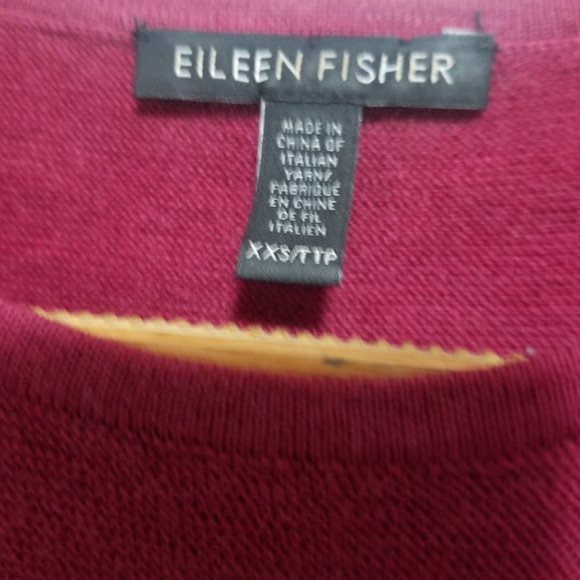 EILEEN FISHER
MADE IN
CHINA OF
ITALIAN
YARN/
FABRIQUÉ
EN CHINE
DE FIL
ITALIEN
XXS/TTP